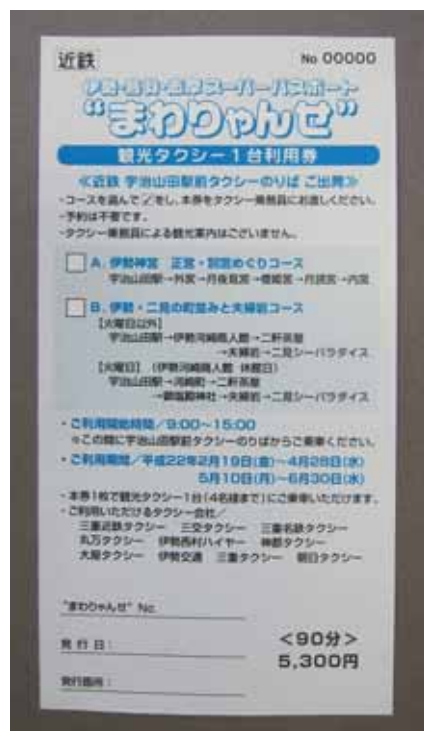 近鉄
No 00000
伊勢・鳥羽・志摩スーパーパスポート
“まわりゃんせ”
観光タクシー1台利用券
≪近鉄 宇治山田駅前タクシーのりば ご出発≫
・コースを選んで✓をし、本券をタクシー乗務員にお渡しください。
・予約は不要です。
・タクシー乗務員による観光案内はございません。
A. 伊勢神宮 正宮・別宮めぐりコース
宇治山田駅→外宮→月夜見宮→倭姫宮→月読宮→内宮
B. 伊勢・二見の町並みと夫婦岩コース
【火曜日以外】
宇治山田駅→伊勢河崎商人館→二軒茶屋
→夫婦岩→二見シーパラダイス
【火曜日】(伊勢河崎商人館 休館日)
宇治山田駅→河崎町→二軒茶屋
→御塩殿神社→夫婦岩→二見シーパラダイス
・ご利用開始時間/9:00~15:00
※この間に宇治山田駅前タクシーのりばからご乗車ください。
・ご利用期間/平成22年2月19日(金)~4月28日(水)
5月10日(月)~6月30日(水)
・本券1枚で観光タクシー1台(4名様まで)にご乗車いただけます。
・ご利用いただけるタクシー会社/
三重近鉄タクシー 三交タクシー 三重名鉄タクシー
丸万タクシー 伊勢西村ハイヤー 神都タクシー
大屋タクシー 伊勢交通 三重タクシー 朝日タクシー
“まわりゃんせ” No.
発行日:
<90分>
5,300円
発行箇所: